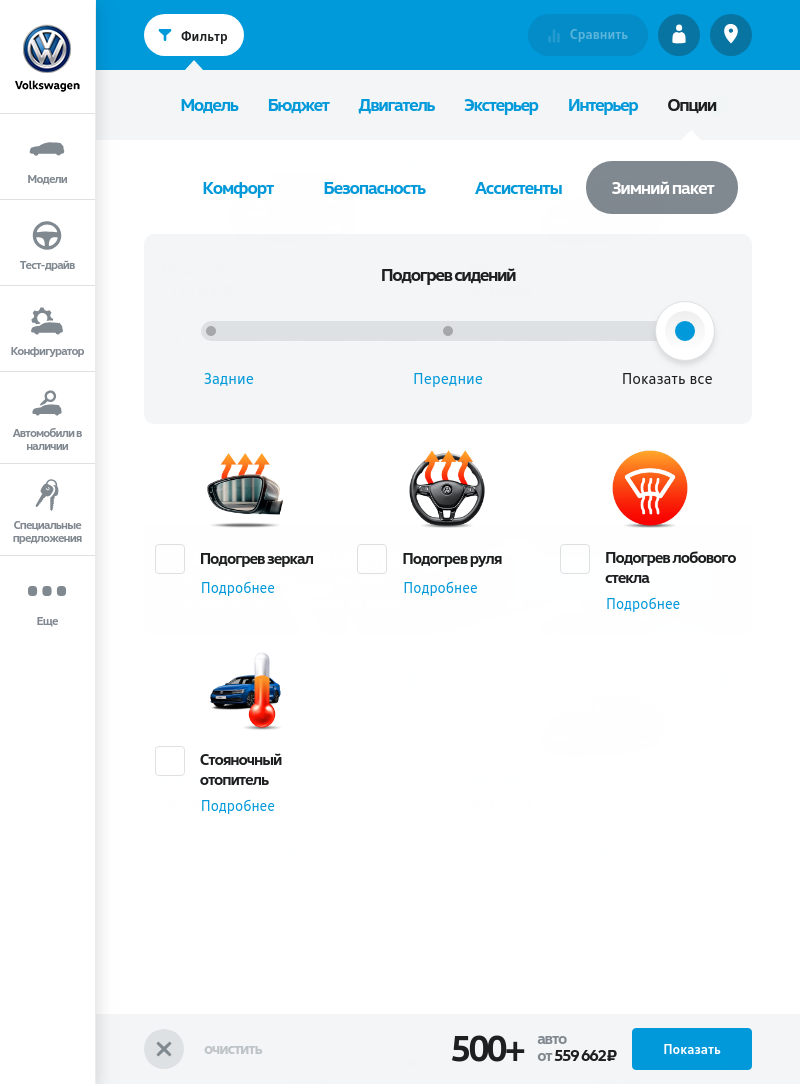 Volkswagen
Модели
Тест-драйв
Конфигуратор
Автомобили в
наличии
Специальные
предложения
Еще
Фильтр
Сравнить
Модель Бюджет Двигатель Экстерьер Интерьер Опции
Комфорт Безопасность Ассистенты Зимний пакет
Подогрев сидений
Задние Передние Показать все
Подогрев зеркал
Подробнее
Подогрев руля
Подробнее
Подогрев лобового
стекла
Подробнее
Стояночный
отопитель
Подробнее
очистить
500+
авто
от 559 662₽
Показать